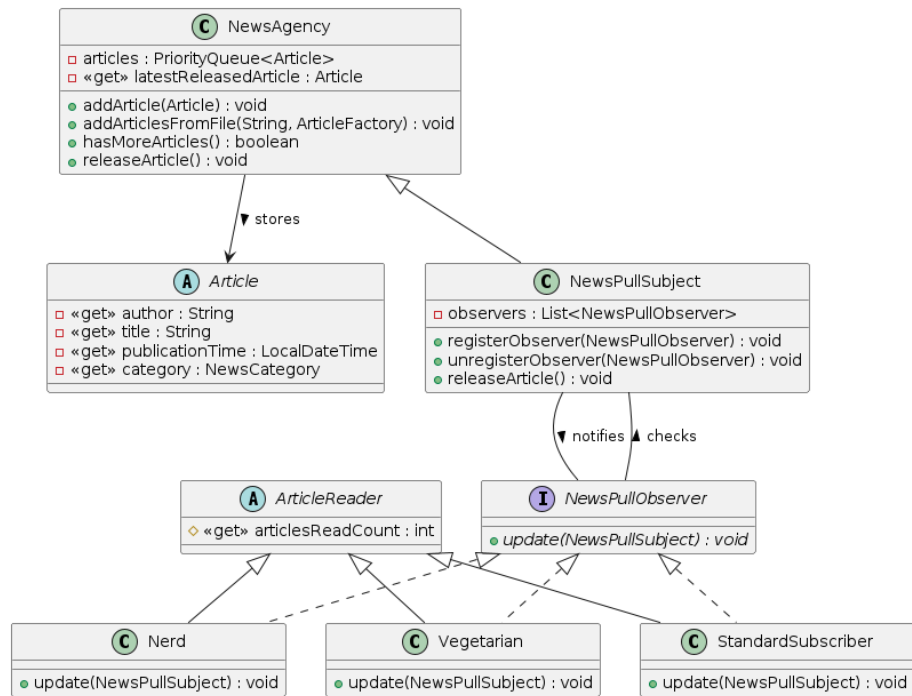 C NewsAgency
articles : PriorityQueue<Article>
«get» latestReleasedArticle : Article
addArticle(Article) : void
addArticlesFromFile(String, ArticleFactory) : void
hasMoreArticles() : boolean
releaseArticle() : void
stores
A Article
«get» author : String
«get» title : String
«get» publicationTime : LocalDateTime
«get» category : NewsCategory
C NewsPullSubject
observers : List<NewsPullObserver>
registerObserver(NewsPullObserver) : void
unregisterObserver(NewsPullObserver) : void
releaseArticle() : void
notifies
checks
A ArticleReader
«get» articlesReadCount : int
I NewsPullObserver
update(NewsPullSubject) : void
C Nerd
update(NewsPullSubject) : void
C Vegetarian
update(NewsPullSubject) : void
C StandardSubscriber
update(NewsPullSubject) : void